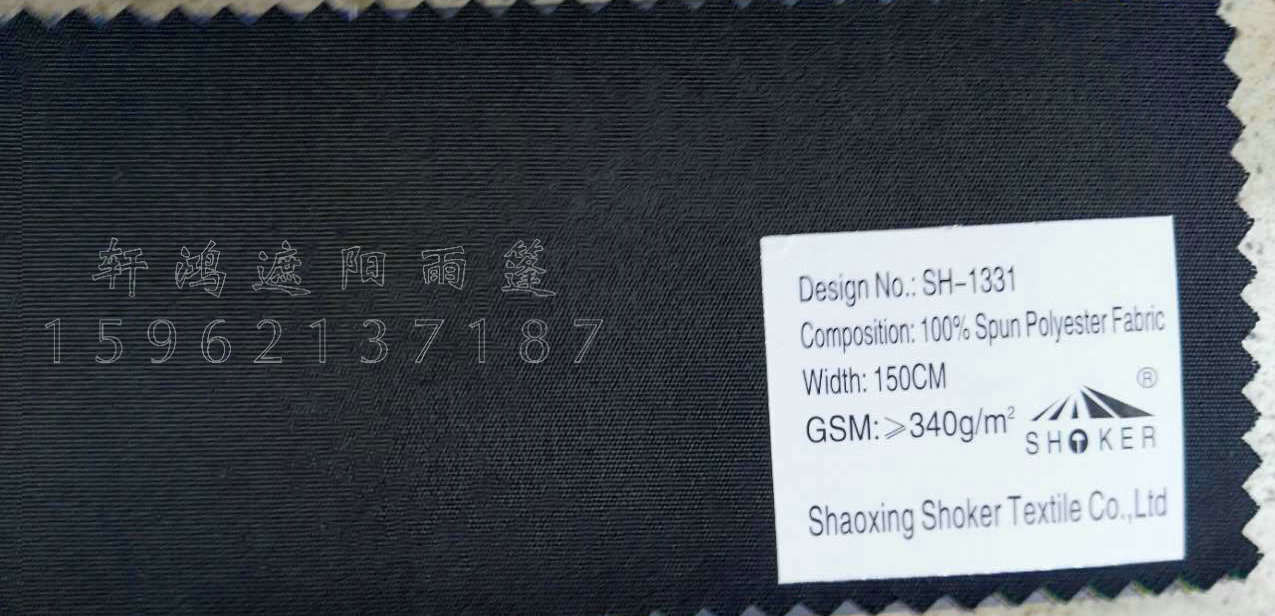 轩鸿遮阳雨篷
15962137187
Design No.: SH-1331
Composition: 100% Spun Polyester Fabric
Width: 150CM
GSM:⩾340g/m²
®
SHOKER
Shaoxing Shoker Textile Co.,Ltd